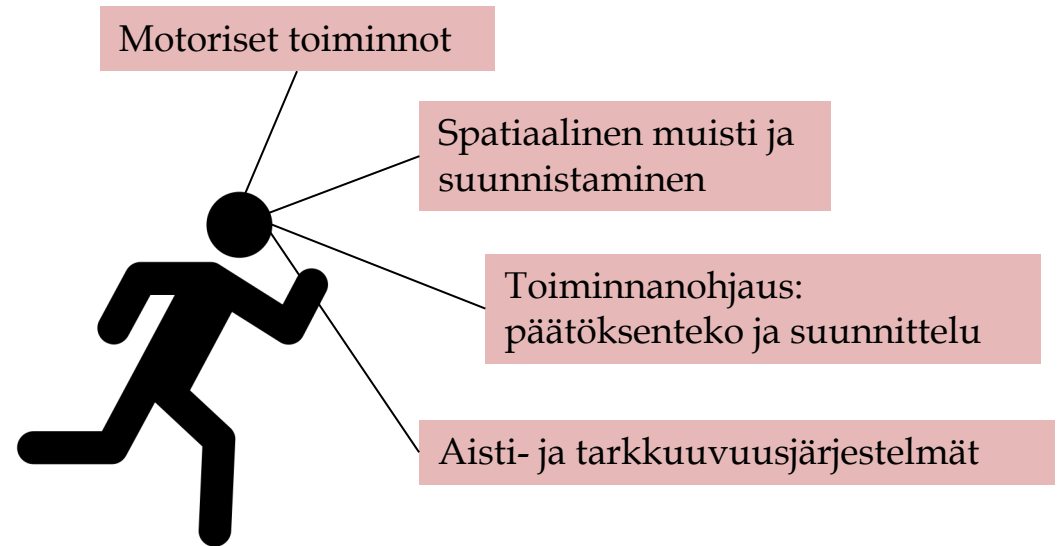 Motoriset toiminnot
Spatiaalinen muisti ja
suunnistaminen
Toiminnanohjaus:
päätöksenteko ja suunnittelu
Aisti- ja tarkkuuvuusjärjestelmät